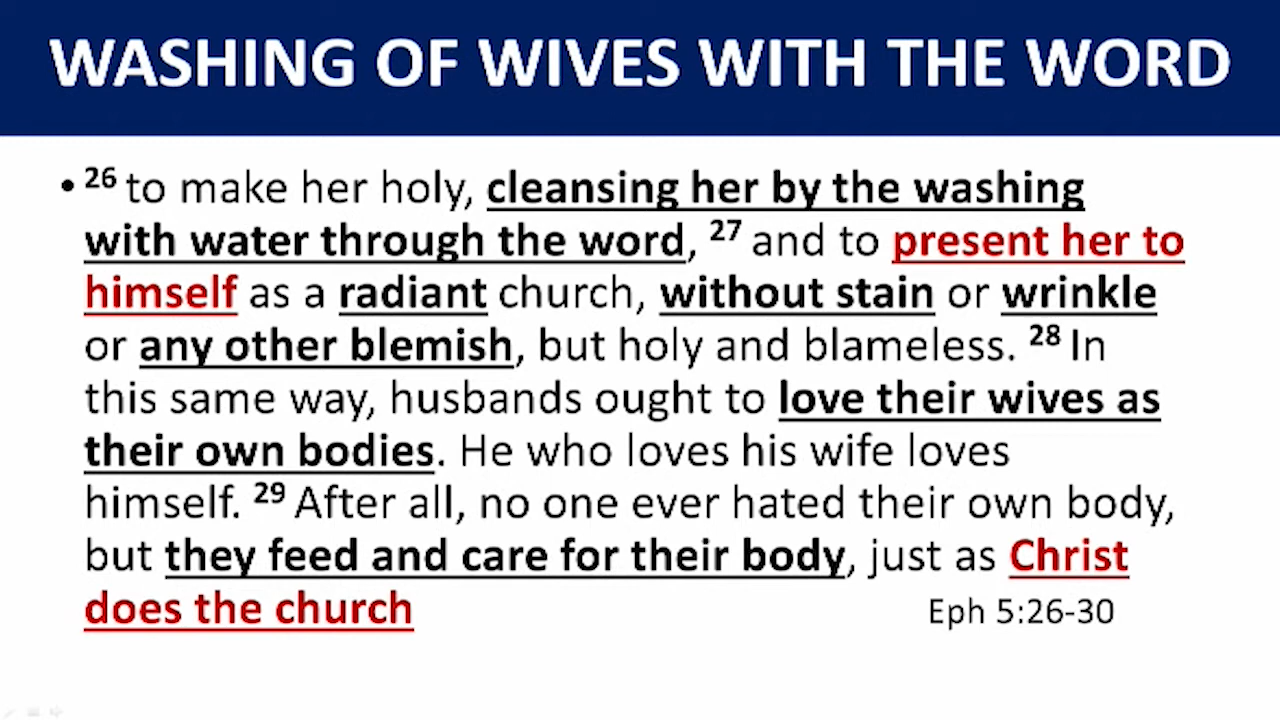 WASHING OF WIVES WITH THE WORD
• 26 to make her holy, cleansing her by the washing
with water through the word, 27 and to present her to
himself as a radiant church, without stain or wrinkle
or any other blemish, but holy and blameless. 28 In
this same way, husbands ought to love their wives as
their own bodies. He who loves his wife loves
himself. 29 After all, no one ever hated their own body,
but they feed and care for their body, just as Christ
does the church
Eph 5:26-30